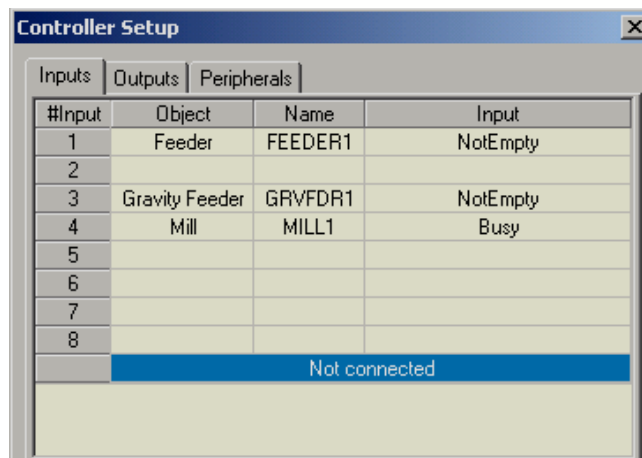 Controller Setup
Inputs Outputs Peripherals
#Input Object Name Input
1 Feeder FEEDER1 NotEmpty
2
3 Gravity Feeder GRVFDR1 NotEmpty
4 Mill MILL1 Busy
5
6
7
8
Not connected